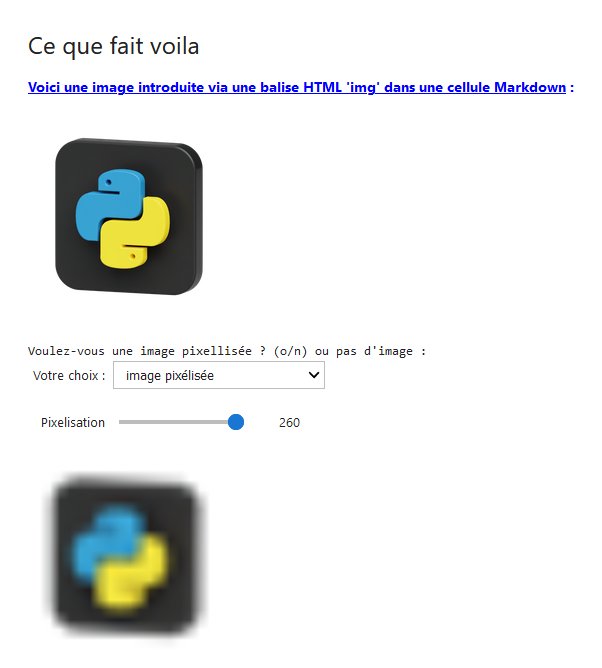 Ce que fait voila
Voici une image introduite via une balise HTML 'img' dans une cellule Markdown :
Voulez-vous une image pixellisée ? (o/n) ou pas d'image :
Votre choix : image pixélisée
Pixelisation 260